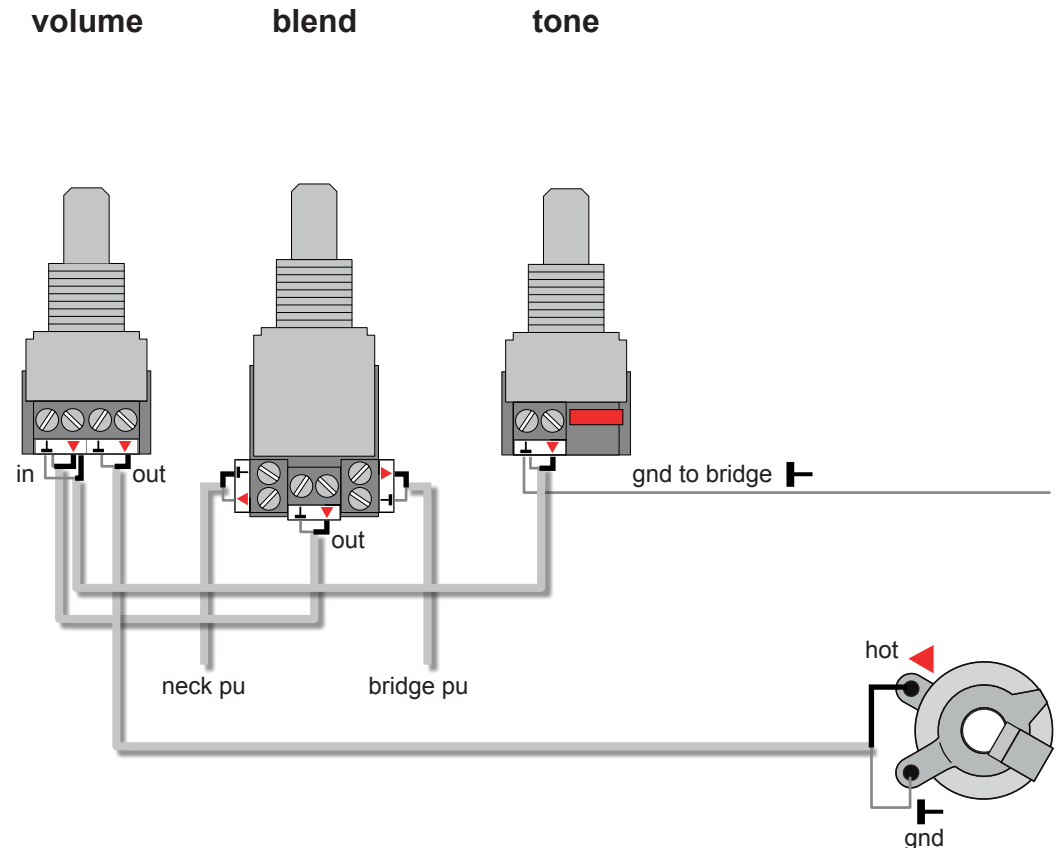 volume
blend
tone
in
out
gnd to bridge
out
hot
neck pu
bridge pu
gnd